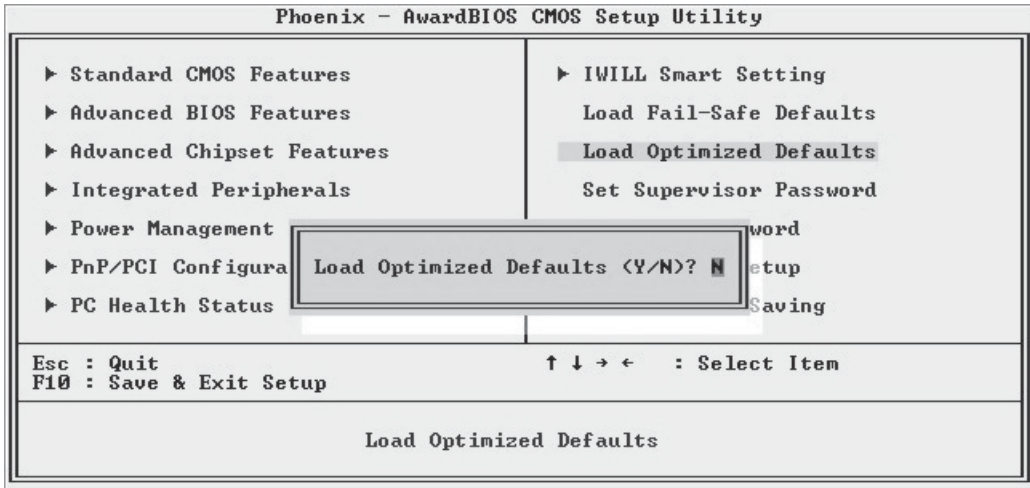 Phoenix - AwardBIOS CMOS Setup Utility
▶ Standard CMOS Features
▶ Advanced BIOS Features
▶ Advanced Chipset Features
▶ Integrated Peripherals
▶ Power Management
▶ PnP/PCI Configura
▶ PC Health Status
▶ IWILL Smart Setting
Load Fail-Safe Defaults
Load Optimized Defaults
Set Supervisor Password
word
etup
Saving
Load Optimized Defaults (Y/N)? N
Esc : Quit
F10 : Save & Exit Setup
↑ ↓ → ← : Select Item
Load Optimized Defaults